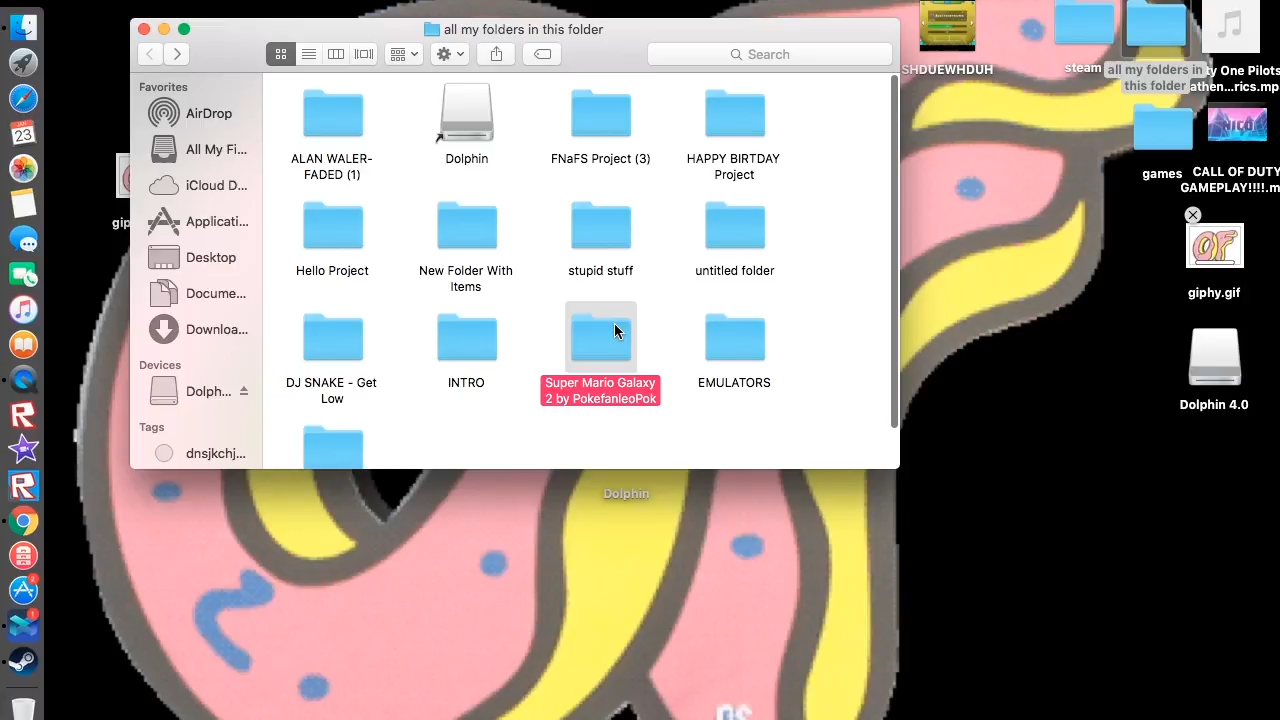 all my folders in this folder
Search
Favorites
AirDrop
All My Fi...
iCloud D...
Applicati...
Desktop
Docume...
Downloa...
Devices
Dolph...
Tags
dnsjkchj...
ALAN WALER-
FADED (1)
Dolphin
FNaFS Project (3)
HAPPY BIRTDAY
Project
Hello Project
New Folder With
Items
stupid stuff
untitled folder
DJ SNAKE - Get
Low
INTRO
Super Mario Galaxy
2 by PokefanleoPok
EMULATORS
Dolphin
SHDUEWHDUH
steam
all my folders in
this folder
ty One Pilots
athen...rics.mp
games
NICO
CALL OF DUTY
GAMEPLAY!!!!.m
giphy.gif
Dolphin 4.0
gip
23
2
1